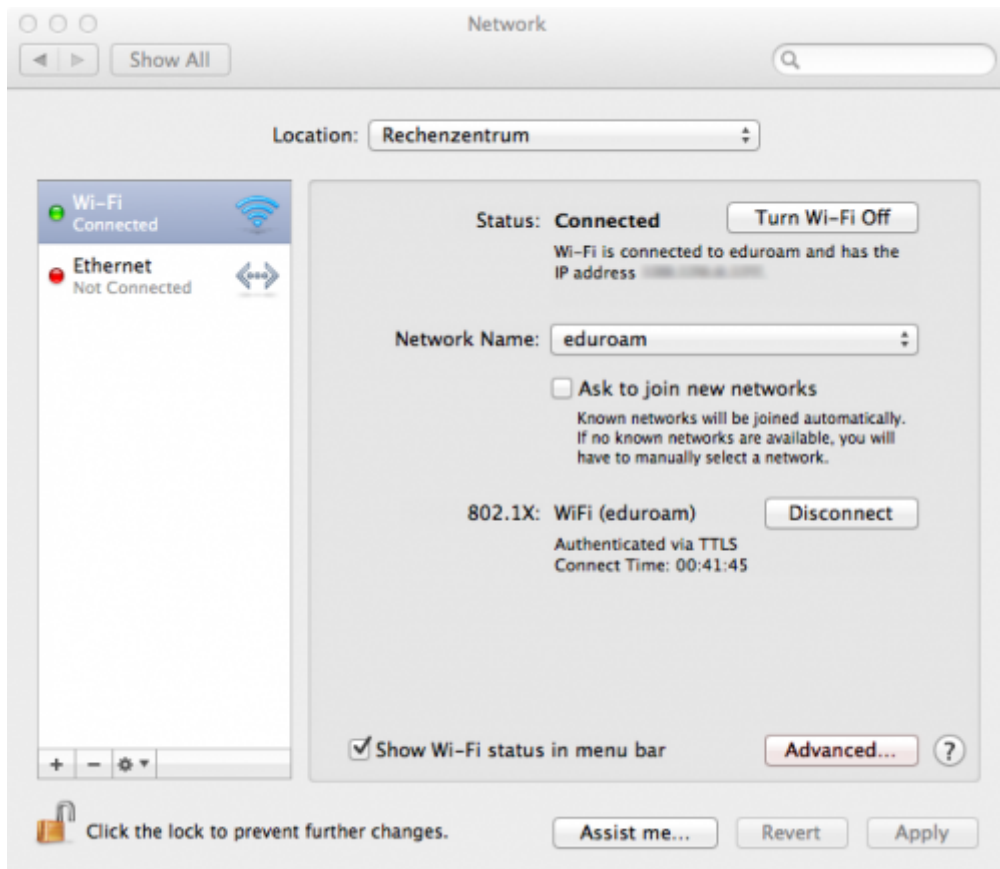 Network
Show All
Location: Rechenzentrum
Wi-Fi
Connected
Ethernet
Not Connected
Status: Connected
Turn Wi-Fi Off
Wi-Fi is connected to eduroam and has the
IP address
Network Name: eduroam
Ask to join new networks
Known networks will be joined automatically.
If no known networks are available, you will
have to manually select a network.
802.1X: WiFi (eduroam)
Disconnect
Authenticated via TTLS
Connect Time: 00:41:45
Show Wi-Fi status in menu bar
Advanced...
?
Click the lock to prevent further changes.
Assist me...
Revert
Apply